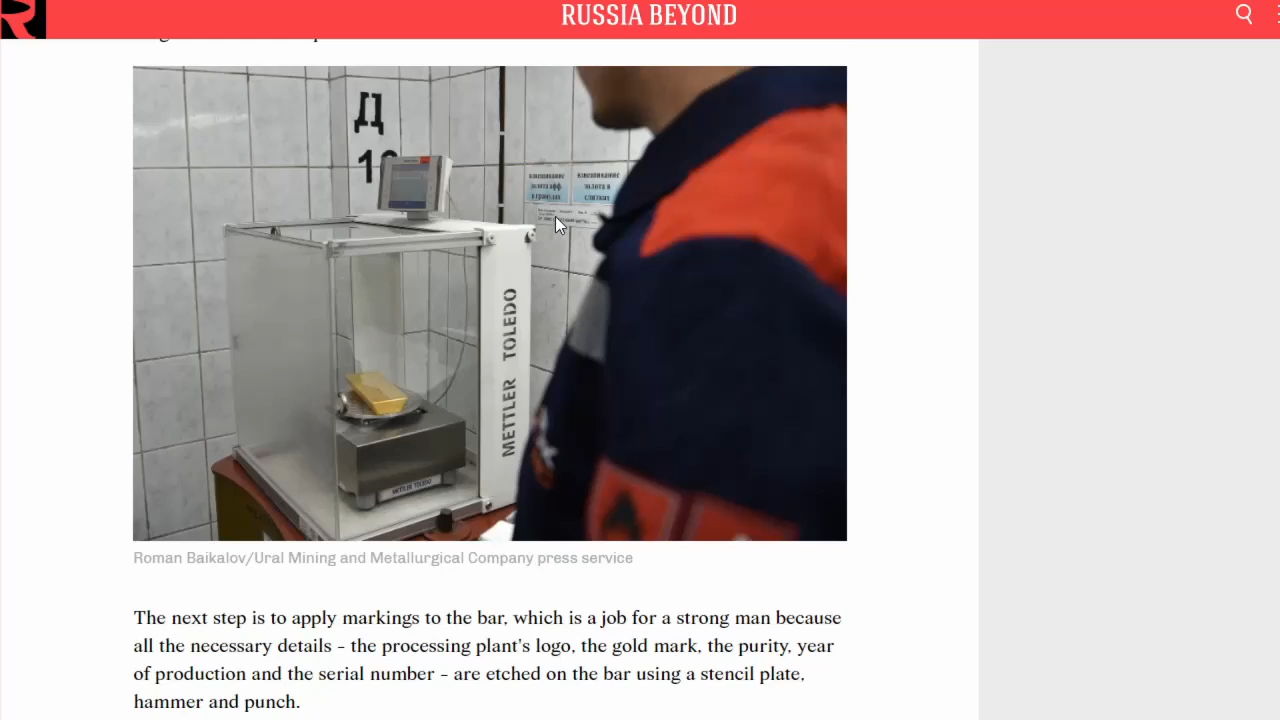 RUSSIA BEYOND
Д
взвешивание
золота в
слитках
METTLER TOLEDO
METTLER TOLEDO
Roman Baikalov/Ural Mining and Metallurgical Company press service
The next step is to apply markings to the bar, which is a job for a strong man because
all the necessary details – the processing plant's logo, the gold mark, the purity, year
of production and the serial number – are etched on the bar using a stencil plate,
hammer and punch.